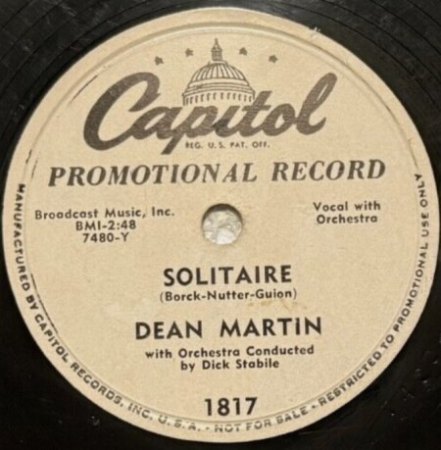 Capitol
REG. U.S. PAT. OFF.
PROMOTIONAL RECORD
Broadcast Music, Inc.
BMI-2:48
7480-Y
Vocal with
Orchestra
SOLITAIRE
(Borck-Nutter-Guion)
DEAN MARTIN
with Orchestra Conducted
by Dick Stabile
1817
MANUFACTURED BY CAPITOL RECORDS, INC. U.S.A. - NOT FOR SALE - RESTRICTED TO PROMOTIONAL USE ONLY